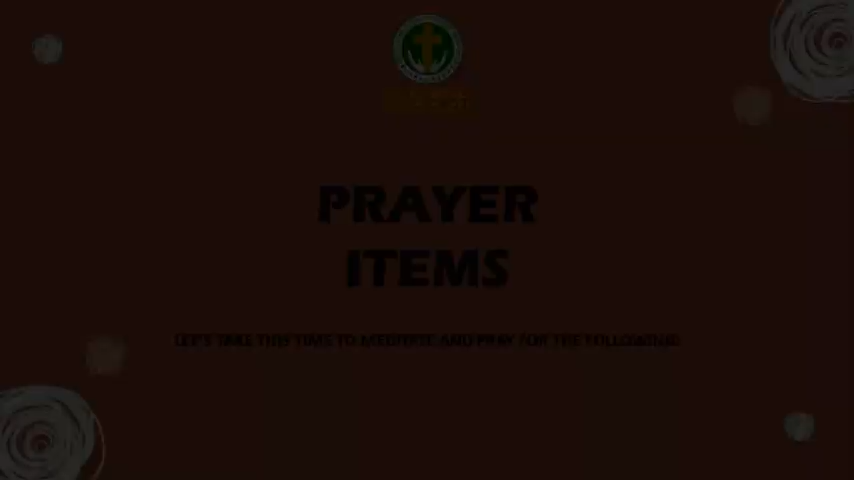 PRAYER
ITEMS
LET'S TAKE THIS TIME TO MEDITATE AND PRAY FOR THE FOLLOWING: